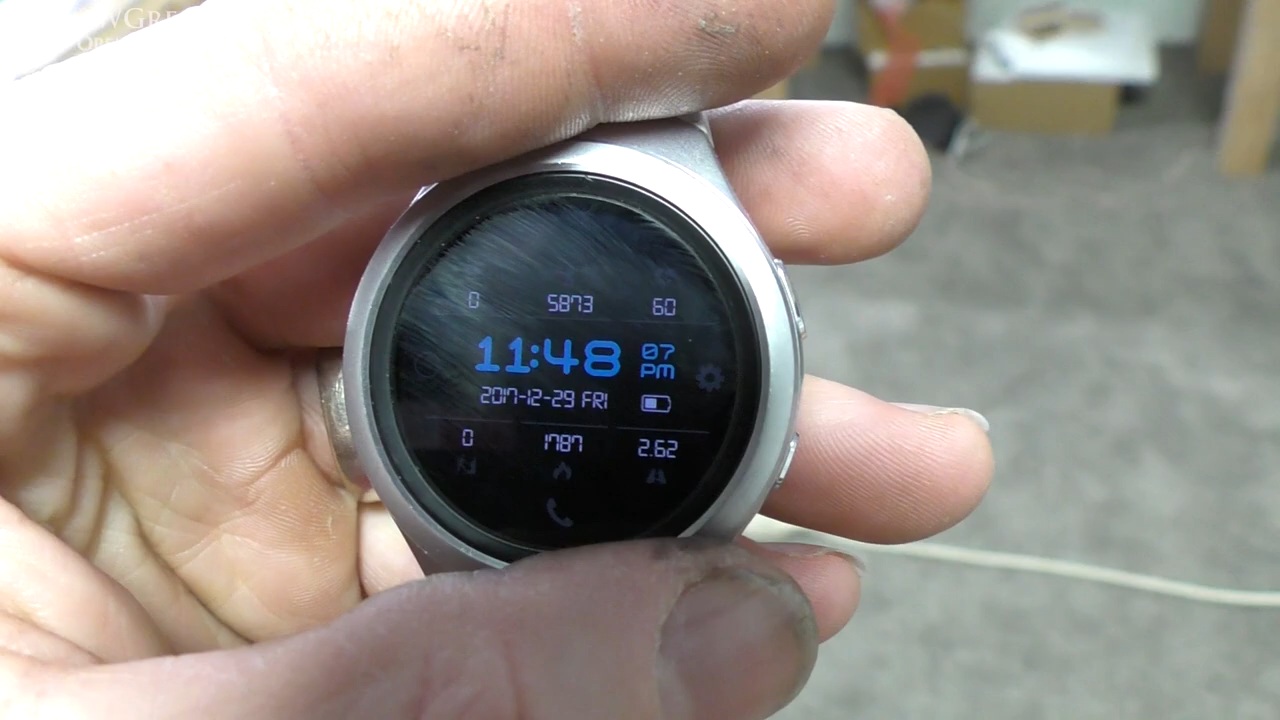 0 5873 60
11:48 07 PM
2017-12-29 FRI
0 1787 2.62